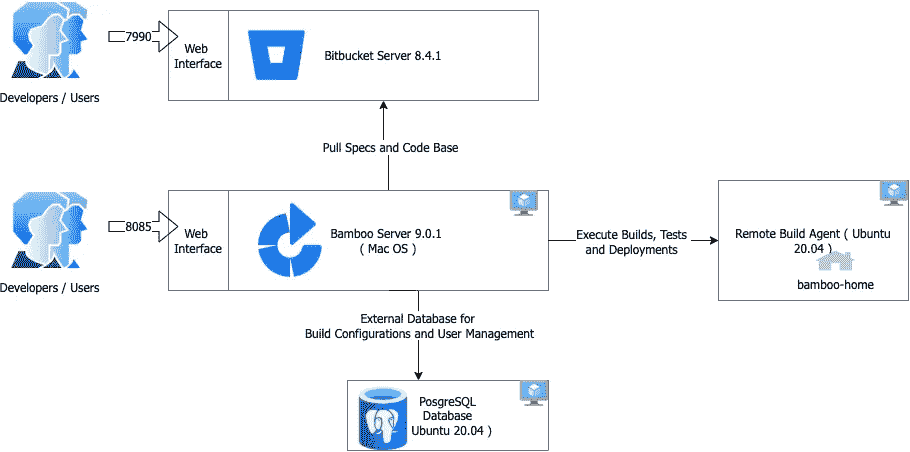 7990
Web
Interface
Bitbucket Server 8.4.1
Developers / Users
Pull Specs and Code Base
8085
Web
Interface
Bamboo Server 9.0.1
( Mac OS )
Developers / Users
Execute Builds, Tests
and Deployments
Remote Build Agent ( Ubuntu
20.04 )
bamboo-home
External Database for
Build Configurations and User Management
PosgreSQL
Database
Ubuntu 20.04 )